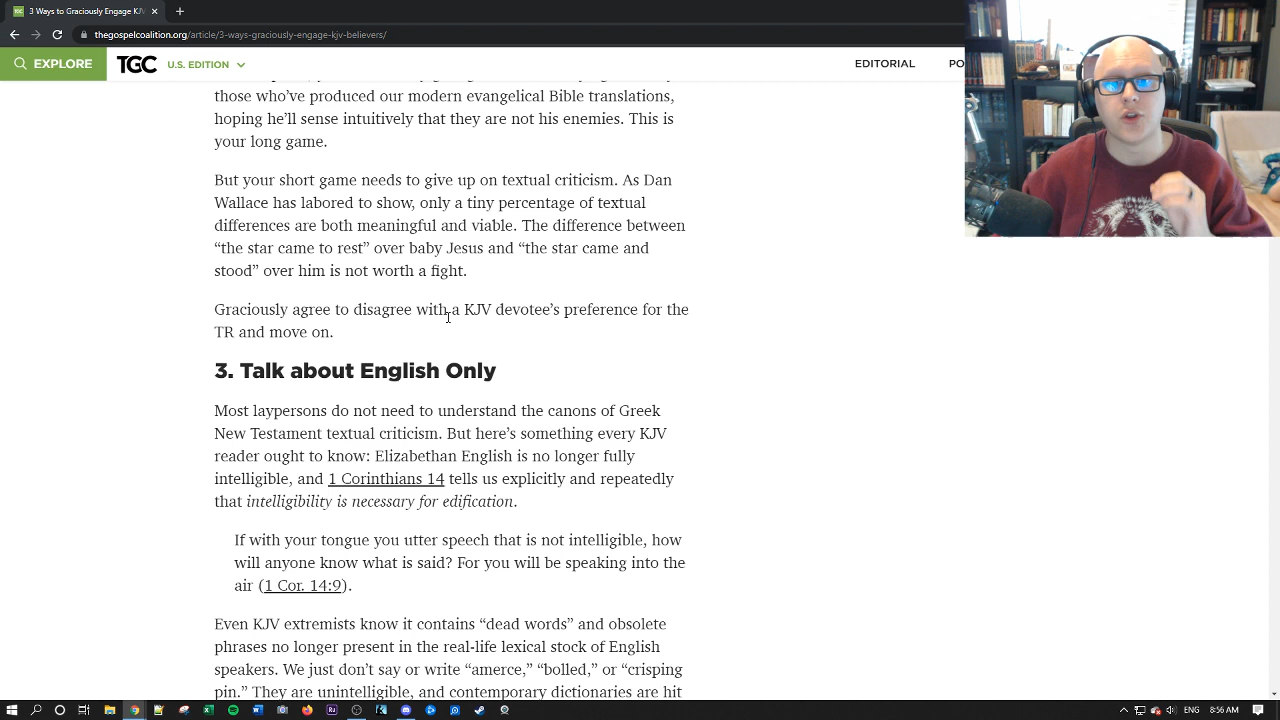 3 Ways Graciously Engage KJV
thegospelcoalition.org/article/3-ways-graciously-engage-kjv-readers/
EXPLORE
TGC
U.S. EDITION
EDITORIAL
PO
those who've produced our modern evangelical Bible translations,
hoping he'll sense intuitively that they are not his enemies. This is
your long game.
But your short game needs to give up on textual criticism. As Dan
Wallace has labored to show, only a tiny percentage of textual
differences are both meaningful and viable. The difference between
“the star came to rest” over baby Jesus and “the star came and
stood” over him is not worth a fight.
Graciously agree to disagree with a KJV devotee's preference for the
TR and move on.
3. Talk about English Only
Most laypersons do not need to understand the canons of Greek
New Testament textual criticism. But here's something every KJV
reader ought to know: Elizabethan English is no longer fully
intelligible, and 1 Corinthians 14 tells us explicitly and repeatedly
that intelligibility is necessary for edification.
If with your tongue you utter speech that is not intelligible, how
will anyone know what is said? For you will be speaking into the
air (1 Cor. 14:9).
Even KJV extremists know it contains “dead words” and obsolete
phrases no longer present in the real-life lexical stock of English
speakers. We just don't say or write “amerce,” “bolled,” or “crisping
pin.” They are unintelligible, and contemporary dictionaries are hit
8:56 AM